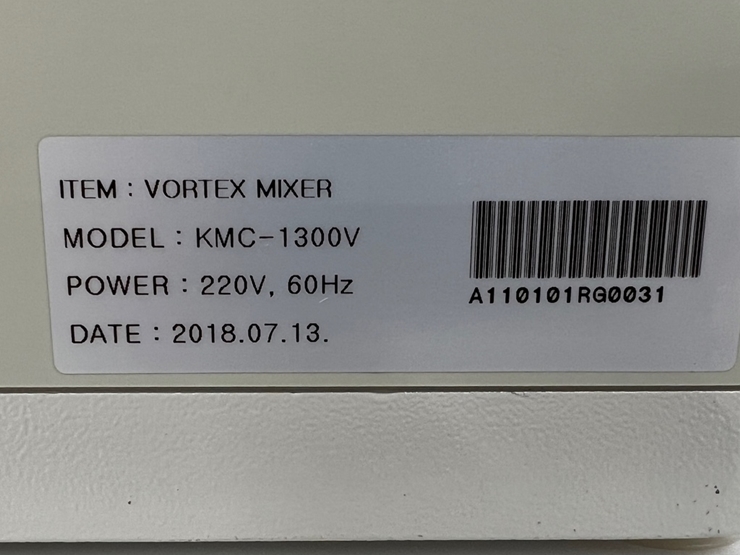 ITEM : VORTEX MIXER
MODEL : KMC-1300V
POWER : 220V, 60Hz
DATE : 2018.07.13.
A110101RG0031